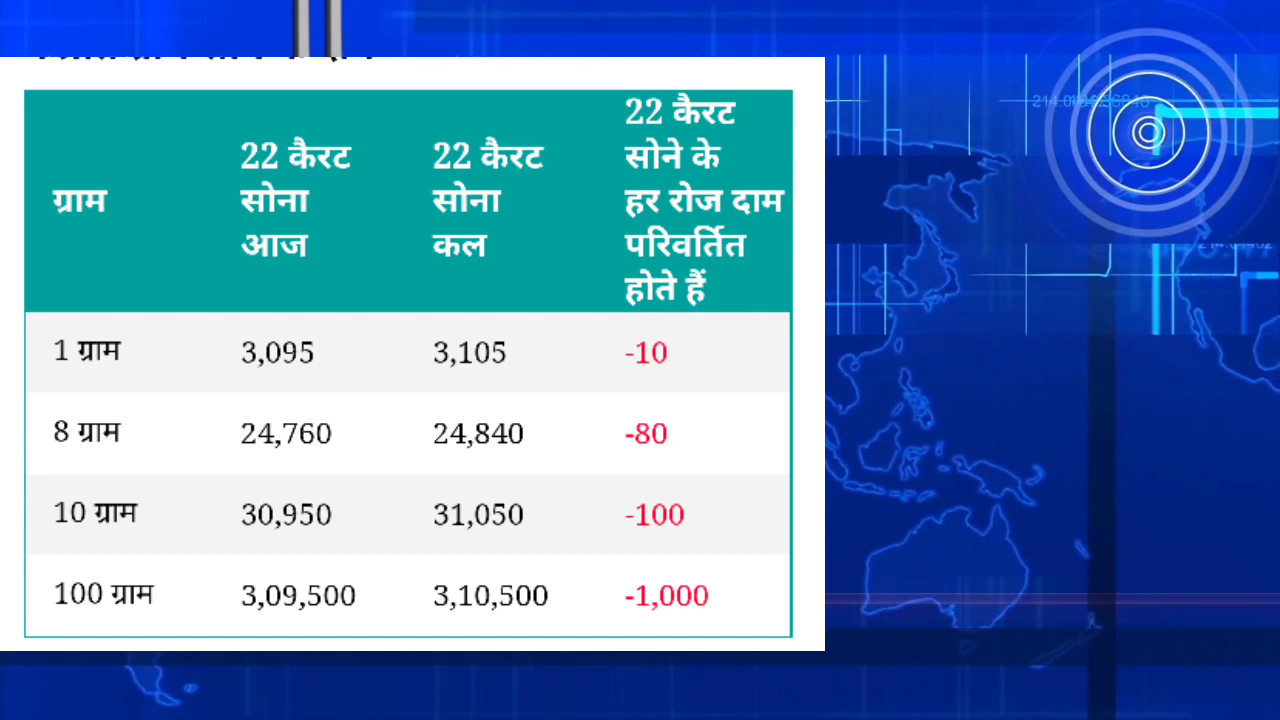 ग्राम
22 कैरट
सोना
आज
22 कैरट
सोना
कल
22 कैरट
सोने के
हर रोज दाम
परिवर्तित
होते हैं
1 ग्राम 3,095 3,105 -10
8 ग्राम 24,760 24,840 -80
10 ग्राम 30,950 31,050 -100
100 ग्राम 3,09,500 3,10,500 -1,000